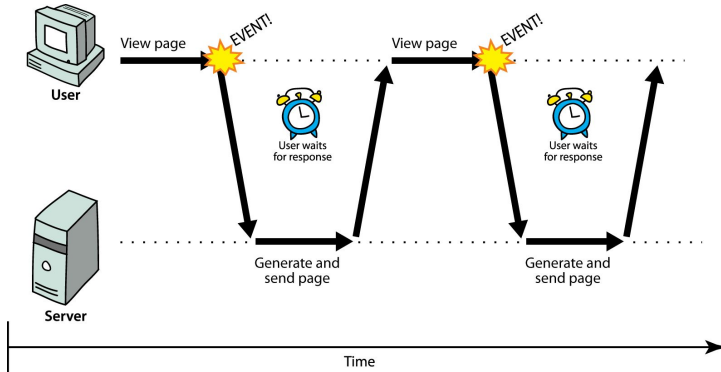 View page
EVENT!
View page
EVENT!
User
User waits
for response
User waits
for response
Generate and
send page
Generate and
send page
Server
Time